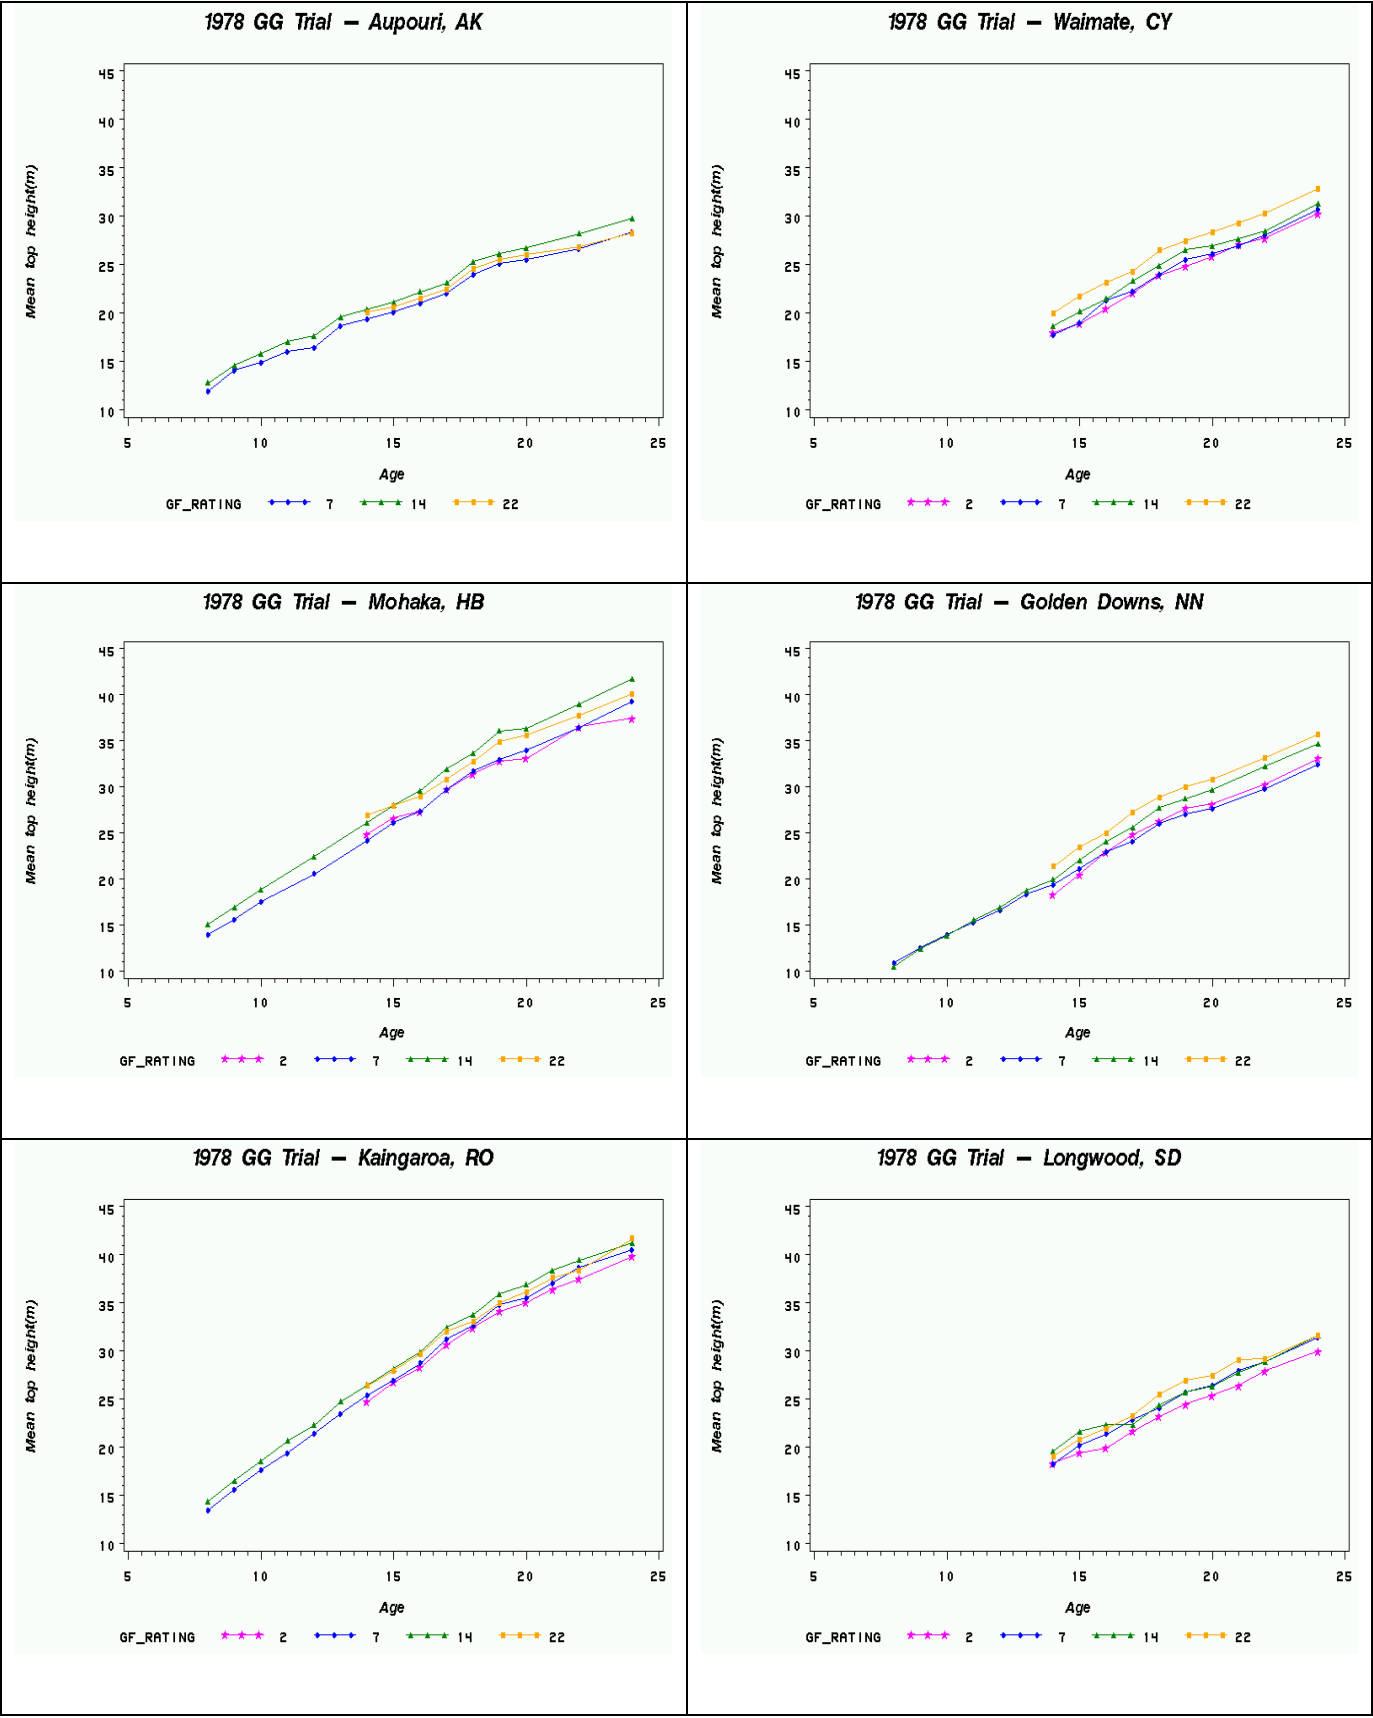 1978 GG Trial – Aupouri, AK
Mean top height(m)
45
40
35
30
25
20
15
10
5 10 15 20 25
Age
GF_RATING 7 14 22
1978 GG Trial – Waimate, CY
Mean top height(m)
45
40
35
30
25
20
15
10
5 10 15 20 25
Age
GF_RATING 2 7 14 22
1978 GG Trial – Mohaka, HB
Mean top height(m)
45
40
35
30
25
20
15
10
5 10 15 20 25
Age
GF_RATING 2 7 14 22
1978 GG Trial – Golden Downs, NN
Mean top height(m)
45
40
35
30
25
20
15
10
5 10 15 20 25
Age
GF_RATING 2 7 14 22
1978 GG Trial – Kaingaroa, RO
Mean top height(m)
45
40
35
30
25
20
15
10
5 10 15 20 25
Age
GF_RATING 2 7 14 22
1978 GG Trial – Longwood, SD
Mean top height(m)
45
40
35
30
25
20
15
10
5 10 15 20 25
Age
GF_RATING 2 7 14 22